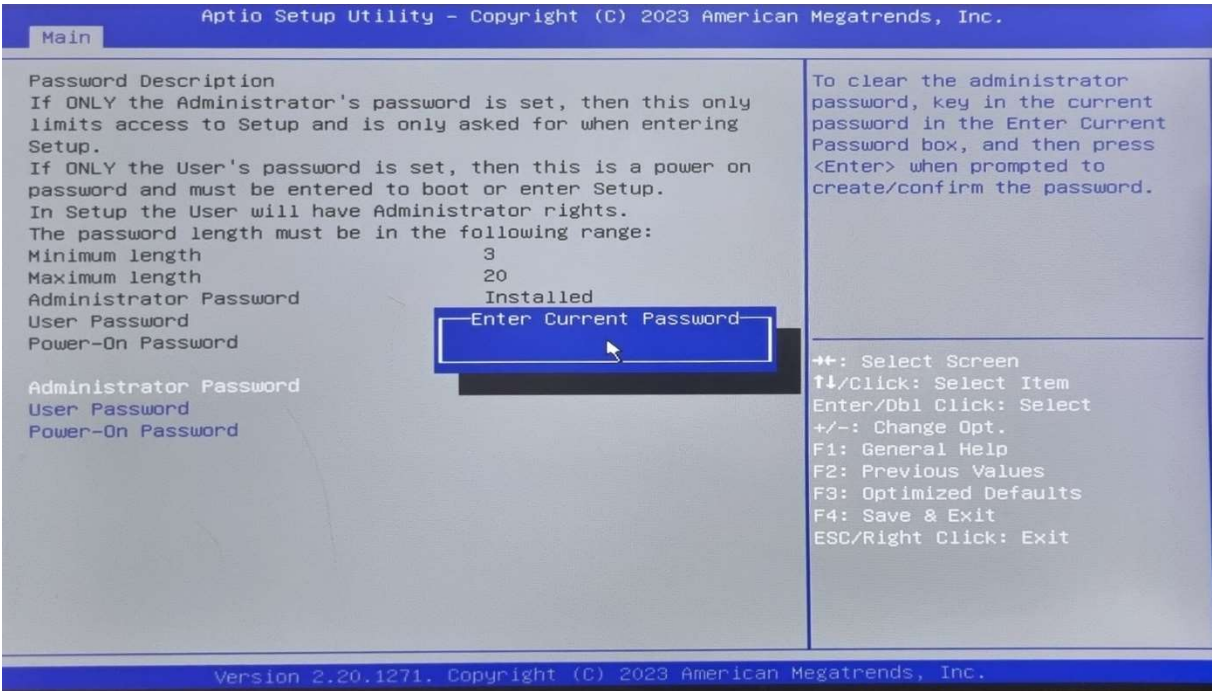 Aptio Setup Utility – Copyright (C) 2023 American Megatrends, Inc.
Main
Password Description
If ONLY the Administrator's password is set, then this only
limits access to Setup and is only asked for when entering
Setup.
If ONLY the User's password is set, then this is a power on
password and must be entered to boot or enter Setup.
In Setup the User will have Administrator rights.
The password length must be in the following range:
Minimum length 3
Maximum length 20
Administrator Password Installed
User Password
Power-On Password
Enter Current Password
Administrator Password
User Password
Power-On Password
To clear the administrator
password, key in the current
password in the Enter Current
Password box, and then press
<Enter> when prompted to
create/confirm the password.
→←: Select Screen
↑↓/Click: Select Item
Enter/Dbl Click: Select
+/-: Change Opt.
F1: General Help
F2: Previous Values
F3: Optimized Defaults
F4: Save & Exit
ESC/Right Click: Exit
Version 2.20.1271. Copyright (C) 2023 American Megatrends, Inc.